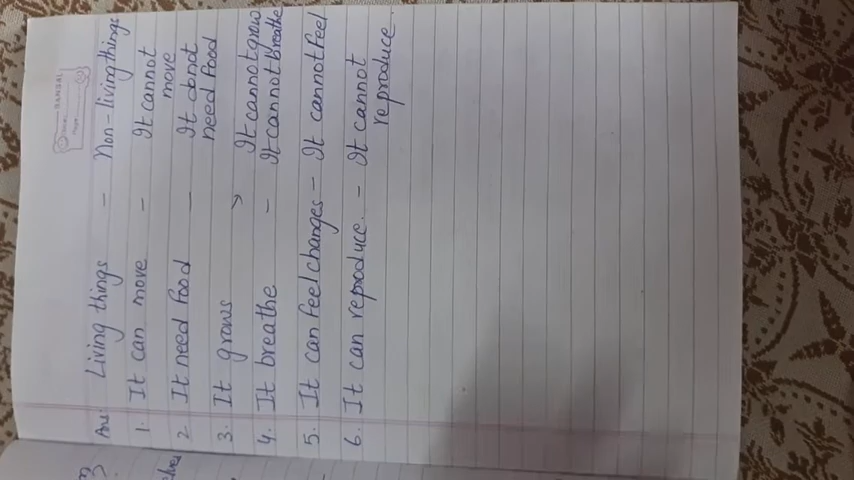 BANSAL
Ans: Living things - Non-living things
1. It can move - It cannot
move
2 It need food - It donot
need food
3. It grows > It cannot grow
4. It breathe - It cannot breathe
5. It can feel changes - It cannot feel
6. It can reproduce. - It cannot
reproduce.